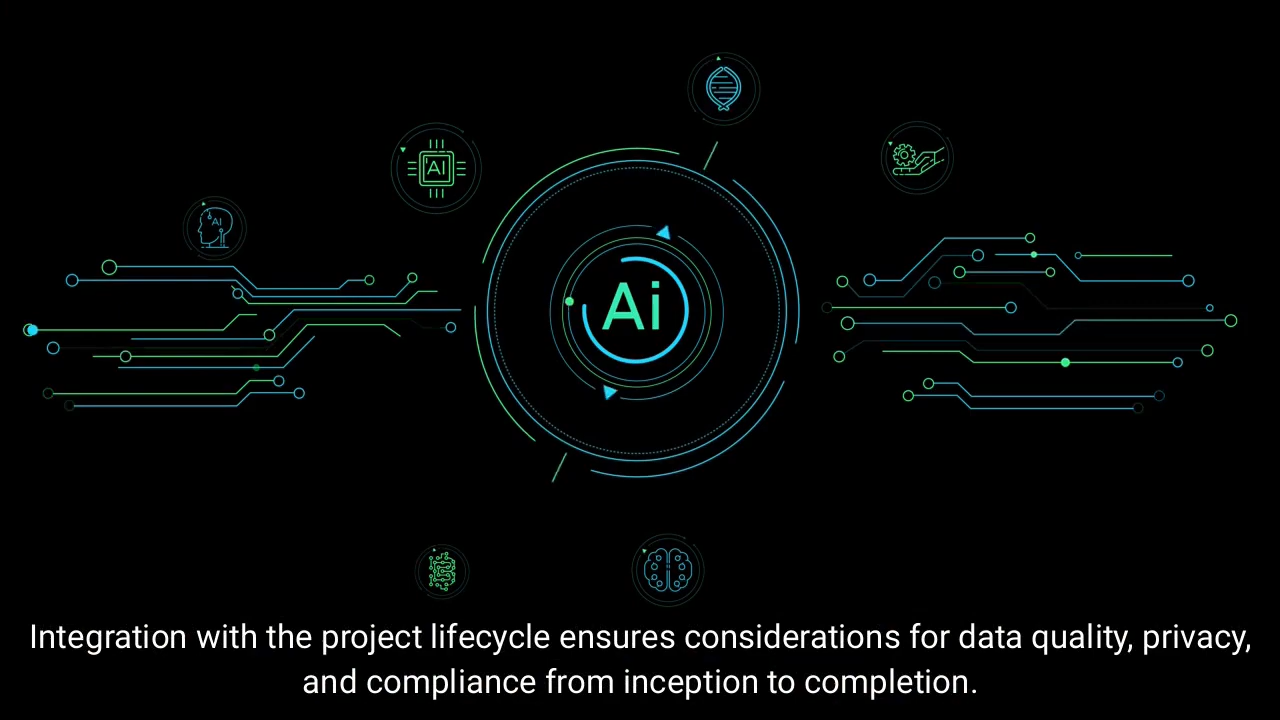 AI
AI
Ai
Integration with the project lifecycle ensures considerations for data quality, privacy,
and compliance from inception to completion.